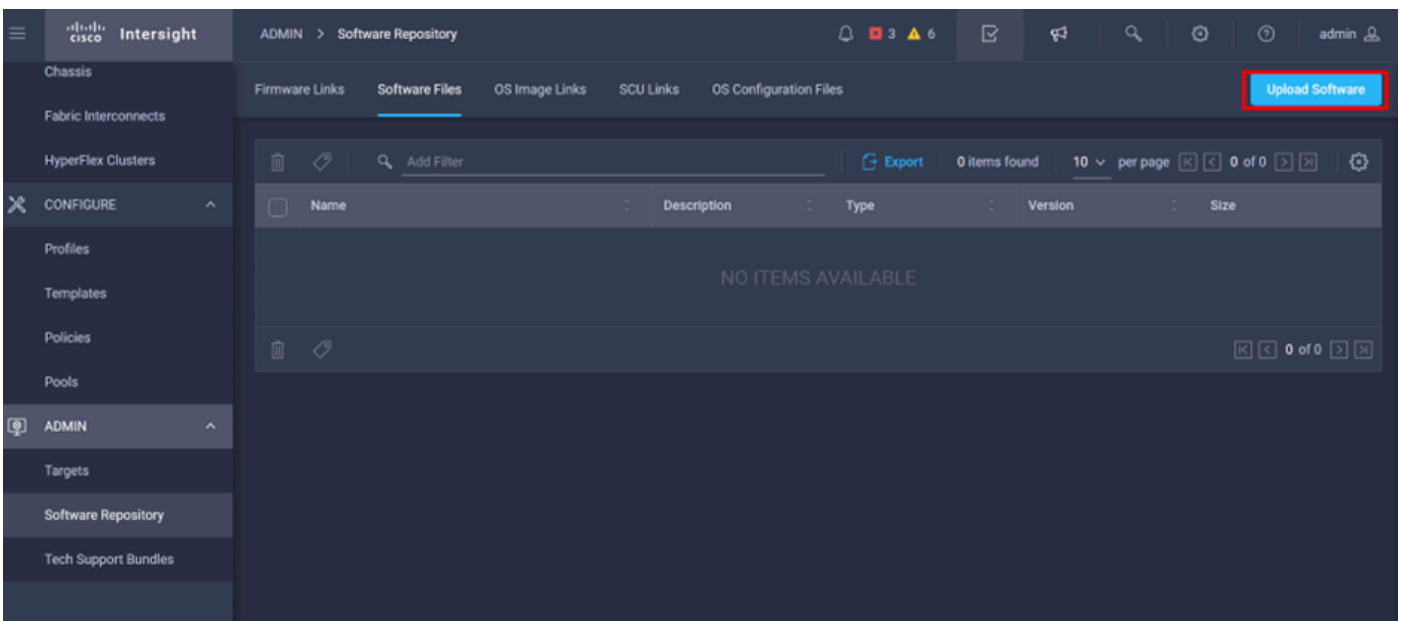 cisco Intersight
ADMIN > Software Repository
3 6
admin
Chassis
Fabric Interconnects
HyperFlex Clusters
CONFIGURE
Profiles
Templates
Policies
Pools
ADMIN
Targets
Software Repository
Tech Support Bundles
Firmware Links Software Files OS Image Links SCU Links OS Configuration Files
Upload Software
Add Filter
Export 0 items found 10 per page 0 of 0
Name Description Type Version Size
NO ITEMS AVAILABLE
0 of 0